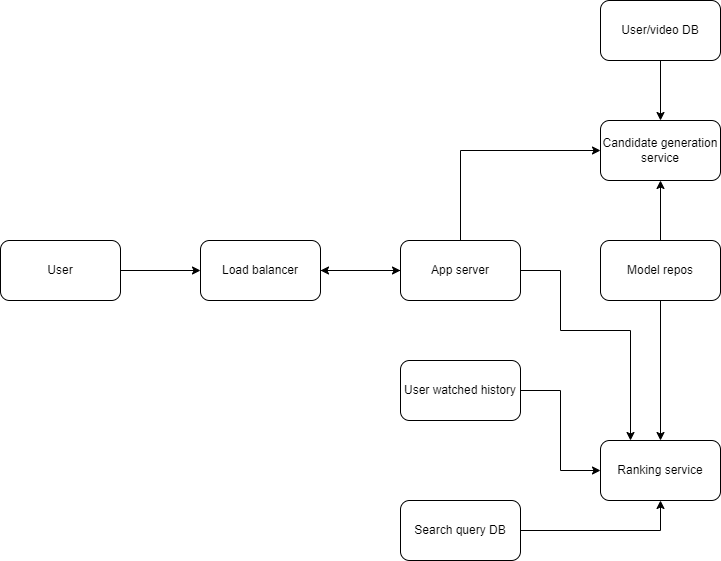 User/video DB
Candidate generation
service
User
Load balancer
App server
Model repos
User watched history
Ranking service
Search query DB